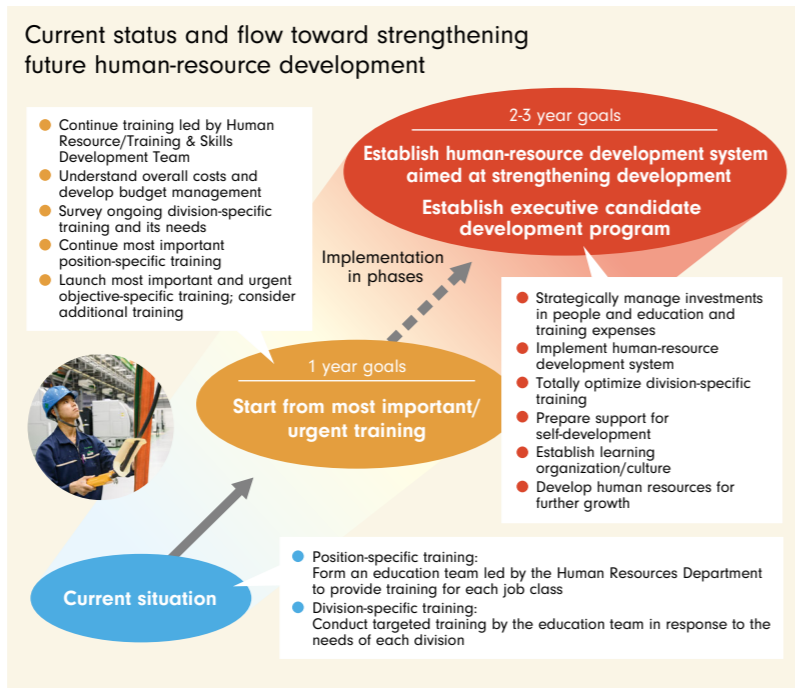 Current status and flow toward strengthening
future human-resource development
Continue training led by Human
Resource/Training & Skills
Development Team
Understand overall costs and
develop budget management
Survey ongoing division-specific
training and its needs
Continue most important
position-specific training
Launch most important and urgent
objective-specific training; consider
additional training
2-3 year goals
Establish human-resource development system
aimed at strengthening development
Establish executive candidate
development program
Implementation
in phases
Strategically manage investments
in people and education and
training expenses
Implement human-resource
development system
Totally optimize division-specific
training
Prepare support for
self-development
Establish learning
organization/culture
Develop human resources for
further growth
1 year goals
Start from most important/
urgent training
Current situation
Position-specific training:
Form an education team led by the Human Resources Department
to provide training for each job class
Division-specific training:
Conduct targeted training by the education team in response to the
needs of each division